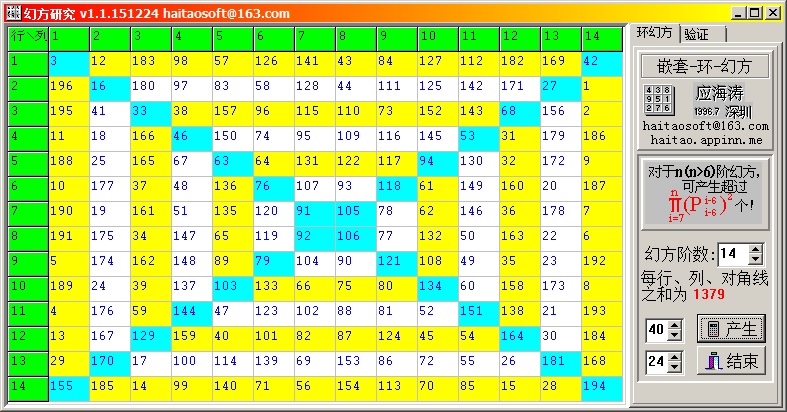 幻方研究 v1.1.151224 haitaosoft@163.com
行\列 1 2 3 4 5 6 7 8 9 10 11 12 13 14
1 3 12 183 98 57 126 141 43 84 127 112 182 169 42
2 196 16 180 97 83 58 128 44 111 125 142 171 27 1
3 195 41 33 38 157 96 115 110 73 152 143 68 156 2
4 11 18 166 46 150 74 95 109 116 145 53 31 179 186
5 188 25 165 67 63 64 131 122 117 94 130 32 172 9
6 10 177 37 48 136 76 107 93 118 61 149 160 20 187
7 190 19 161 51 135 120 91 105 78 62 146 36 178 7
8 191 175 34 147 65 119 92 106 77 132 50 163 22 6
9 5 174 162 148 89 79 104 90 121 108 49 35 23 192
10 189 24 39 137 103 133 66 75 80 134 60 158 173 8
11 4 176 59 144 47 123 102 88 81 52 151 138 21 193
12 13 167 129 159 40 101 82 87 124 45 54 164 30 184
13 29 170 17 100 114 139 69 153 86 72 55 26 181 168
14 155 185 14 99 140 71 56 154 113 70 85 15 28 194
环幻方 验证
嵌套-环-幻方
4 3 8
9 5 1
2 7 6
应海涛
1996.7 深圳
haitaosoft@163.com
haitao.appinn.me
对于n(n>6)阶幻方,
可产生超过
n
∏(P i-6 i-6)² 个!
i=7
幻方阶数: 14
每行、列、对角线
之和为 1379
40 产生
24 结束